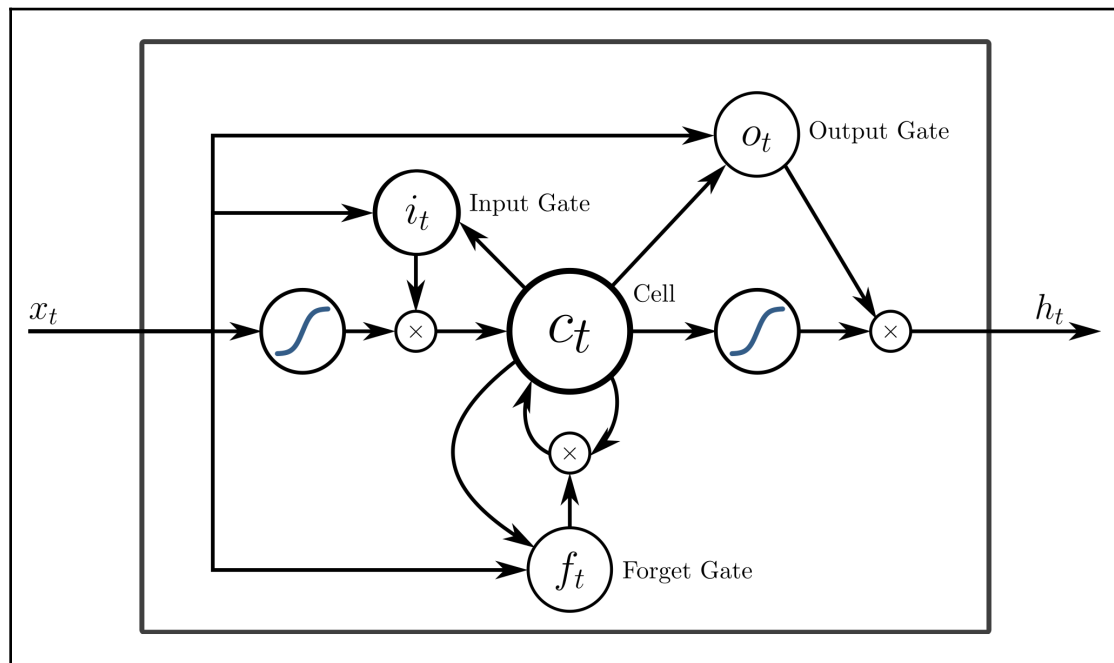 o_t Output Gate
i_t Input Gate
x_t
×
c_t
Cell
×
h_t
×
f_t Forget Gate